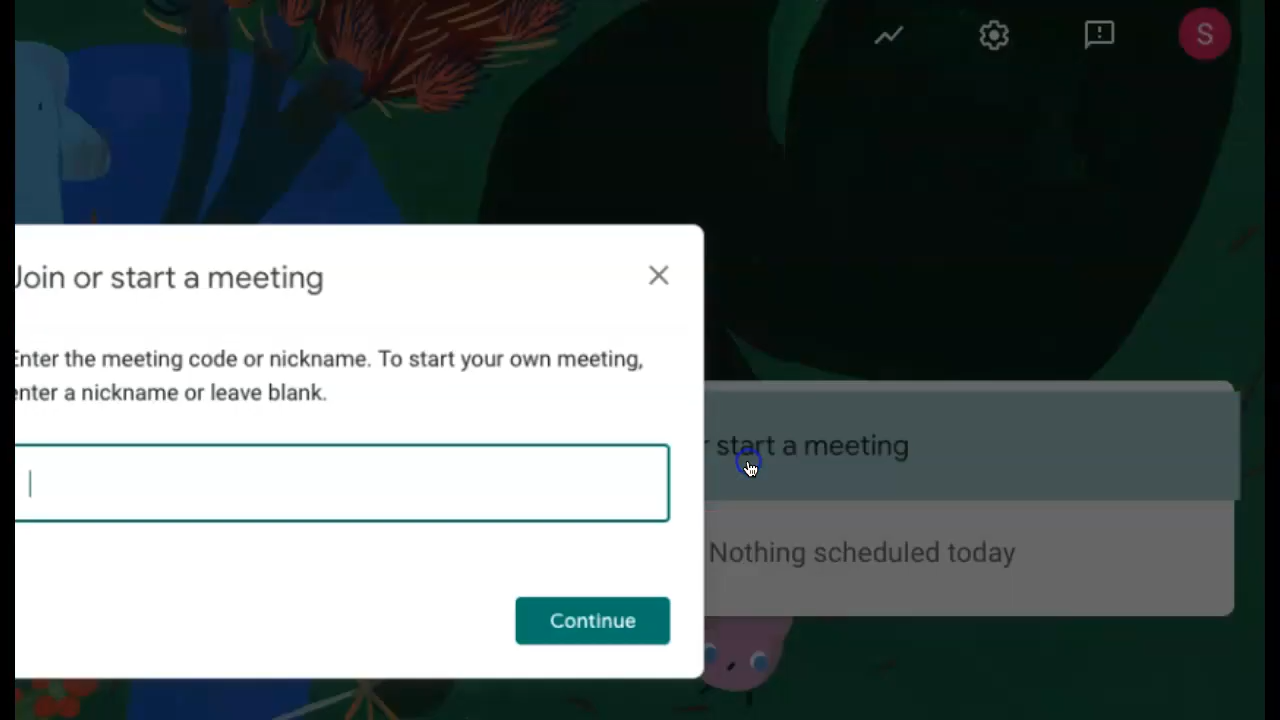 S
Join or start a meeting
Enter the meeting code or nickname. To start your own meeting,
enter a nickname or leave blank.
r start a meeting
Nothing scheduled today
Continue